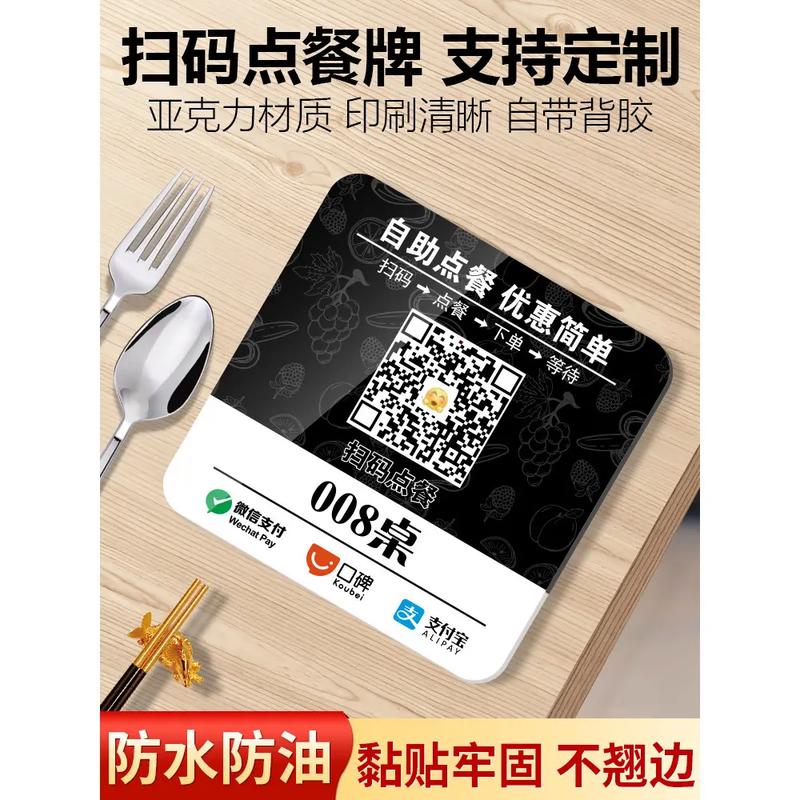 扫码点餐牌 支持定制
亚克力材质 印刷清晰 自带背胶
自助点餐 优惠简单
扫码 → 点餐 → 下单 → 等待
扫码点餐
008桌
微信支付
Wechat Pay
口碑
Koubei
支付宝
ALIPAY
防水防油
黏贴牢固 不翘边